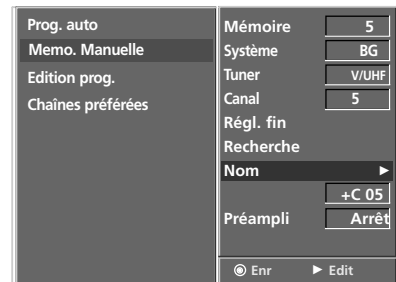 Prog. auto
Memo. Manuelle
Edition prog.
Chaînes préférées
Mémoire 5
Système BG
Tuner V/UHF
Canal 5
Régl. fin
Recherche
Nom ►
+C 05
Préampli Arrêt
◉ Enr ► Edit